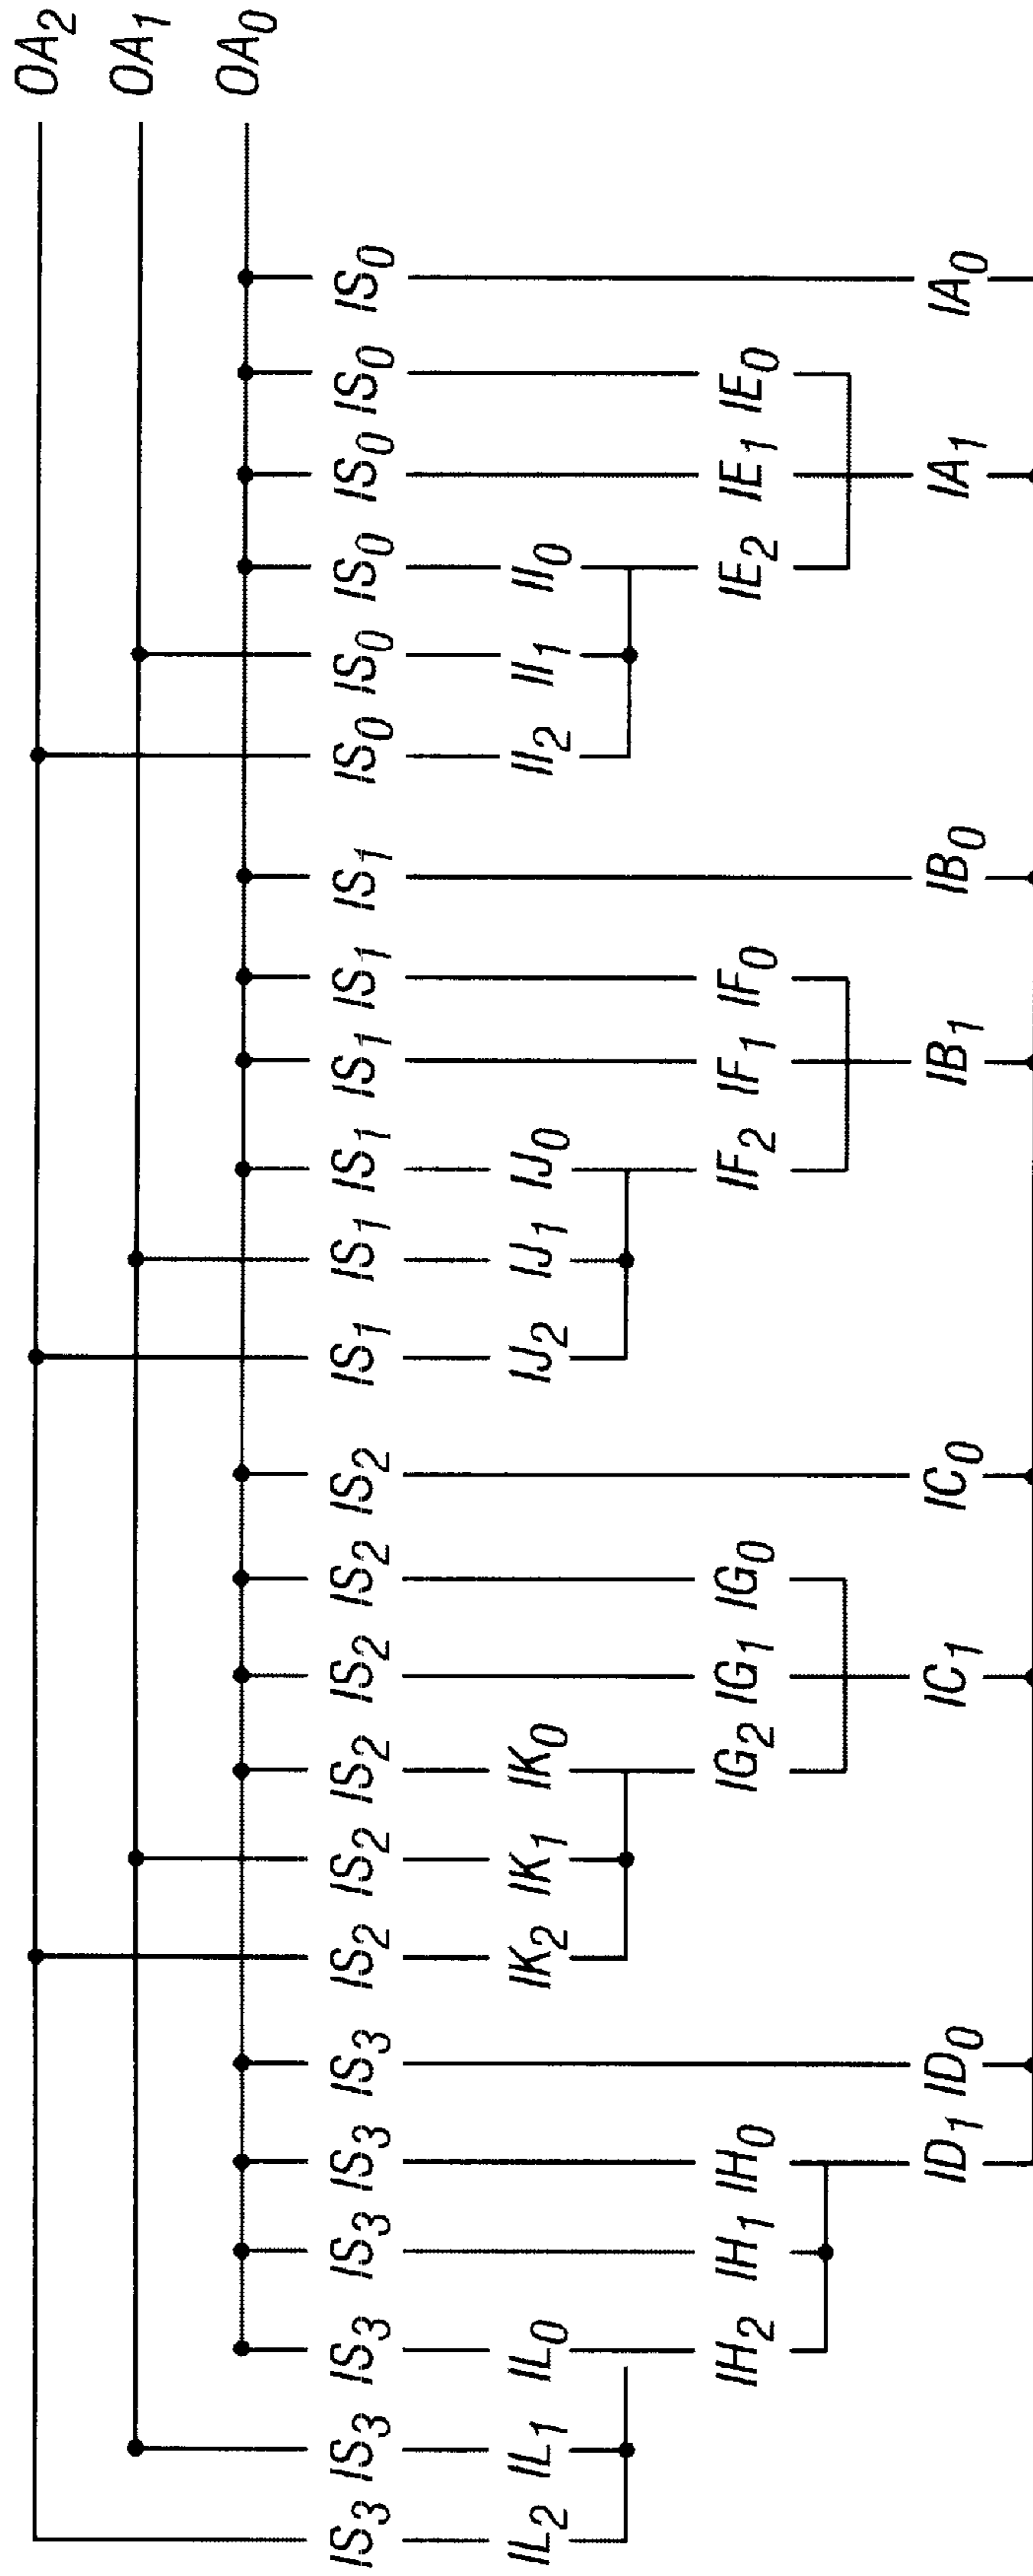 OA₂
OA₁
OA₀
IS₃ IS₃ IS₃ IS₃ IS₃ IS₃ IS₂ IS₂ IS₂ IS₂ IS₂ IS₂ IS₁ IS₁ IS₁ IS₁ IS₁ IS₁ IS₀ IS₀ IS₀ IS₀ IS₀ IS₀
IL₂ IL₁ IL₀ IK₂ IK₁ IK₀ IJ₂ IJ₁ IJ₀ II₂ II₁ II₀
IH₂ IH₁ IH₀ IG₂ IG₁ IG₀ IF₂ IF₁ IF₀ IE₂ IE₁ IE₀
ID₁ ID₀ IC₁ IC₀ IB₁ IB₀ IA₁ IA₀